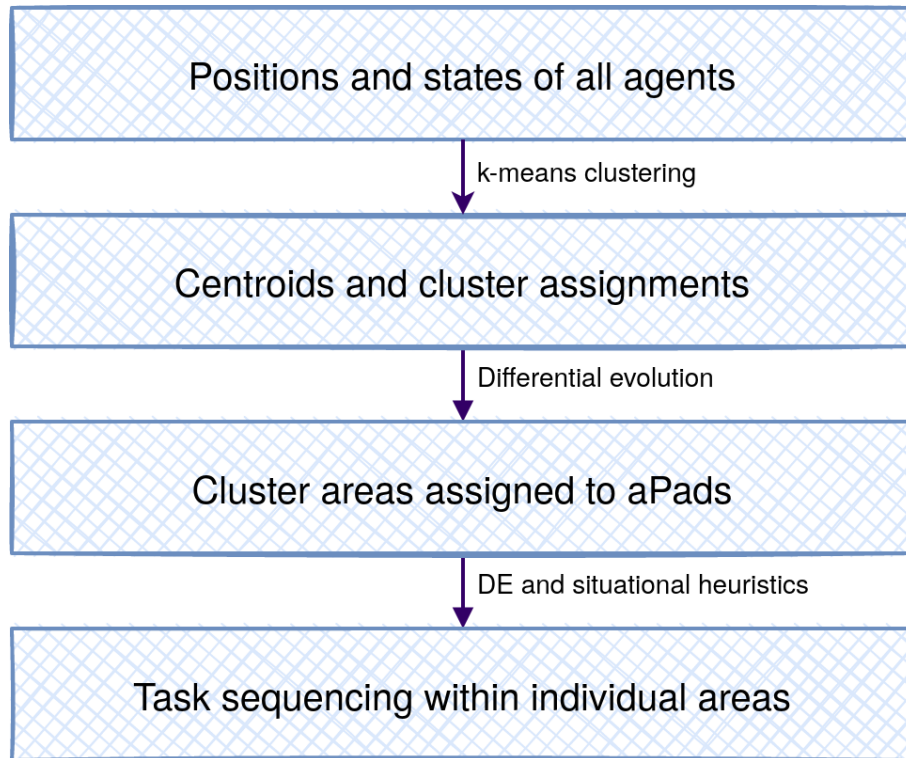 Positions and states of all agents
k-means clustering
Centroids and cluster assignments
Differential evolution
Cluster areas assigned to aPads
DE and situational heuristics
Task sequencing within individual areas